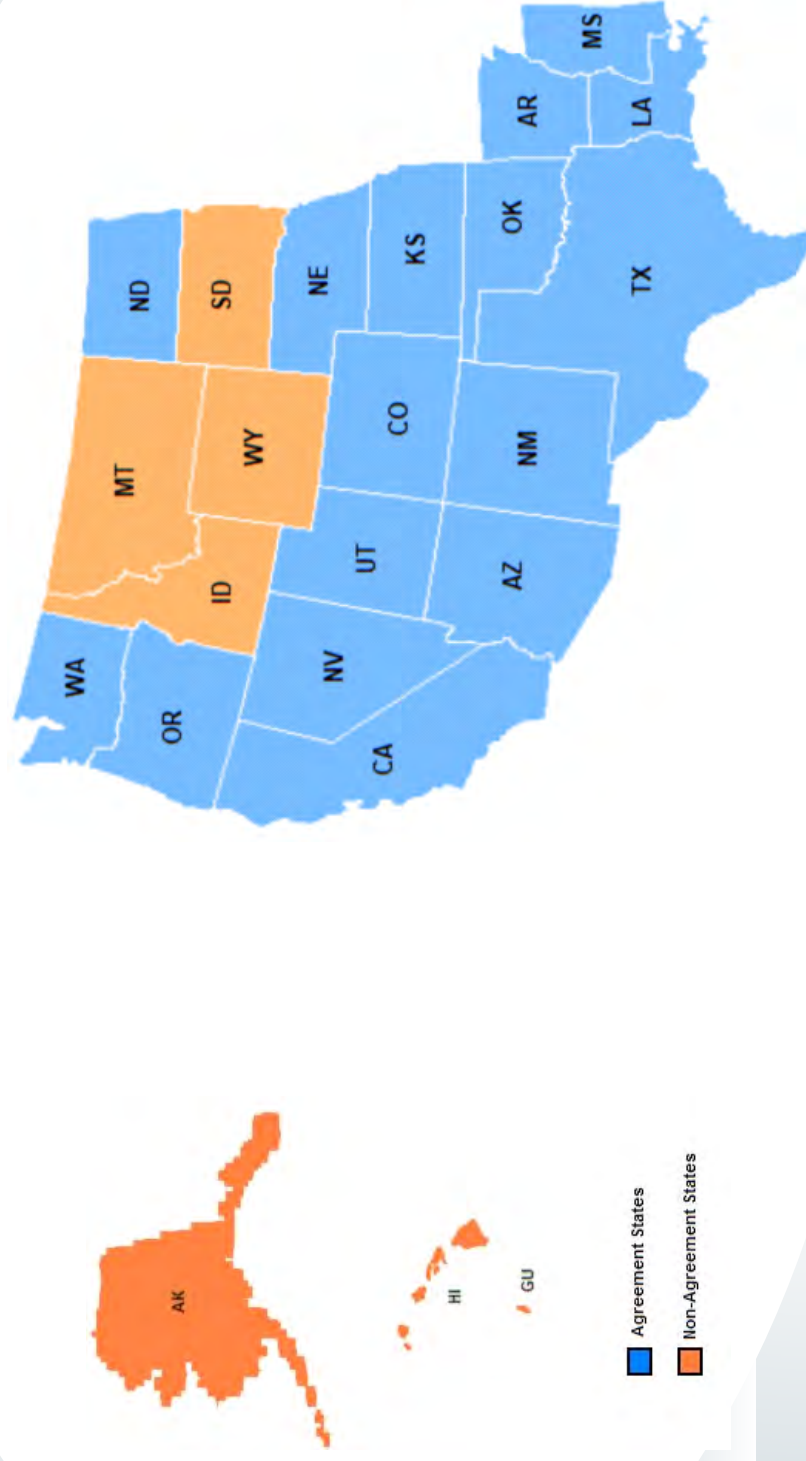 WA
MT
ND
OR
ID
WY
SD
NE
NV
UT
CO
KS
CA
AZ
NM
OK
AR
TX
LA
MS
AK
HI
GU
Agreement States
Non-Agreement States